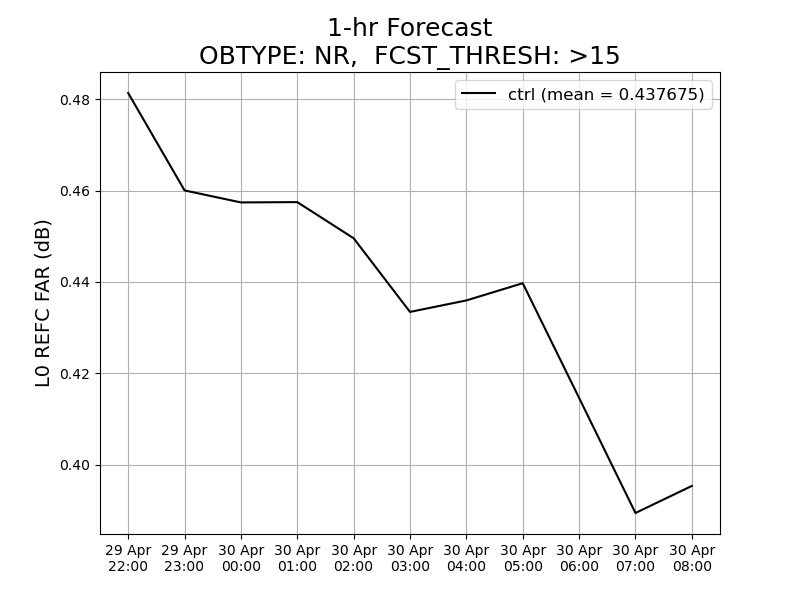 1-hr Forecast
OBTYPE: NR,  FCST_THRESH: >15
ctrl (mean = 0.437675)
L0 REFC FAR (dB)
0.48
0.46
0.44
0.42
0.40
29 Apr 29 Apr 30 Apr 30 Apr 30 Apr 30 Apr 30 Apr 30 Apr 30 Apr 30 Apr 30 Apr
22:00 23:00 00:00 01:00 02:00 03:00 04:00 05:00 06:00 07:00 08:00